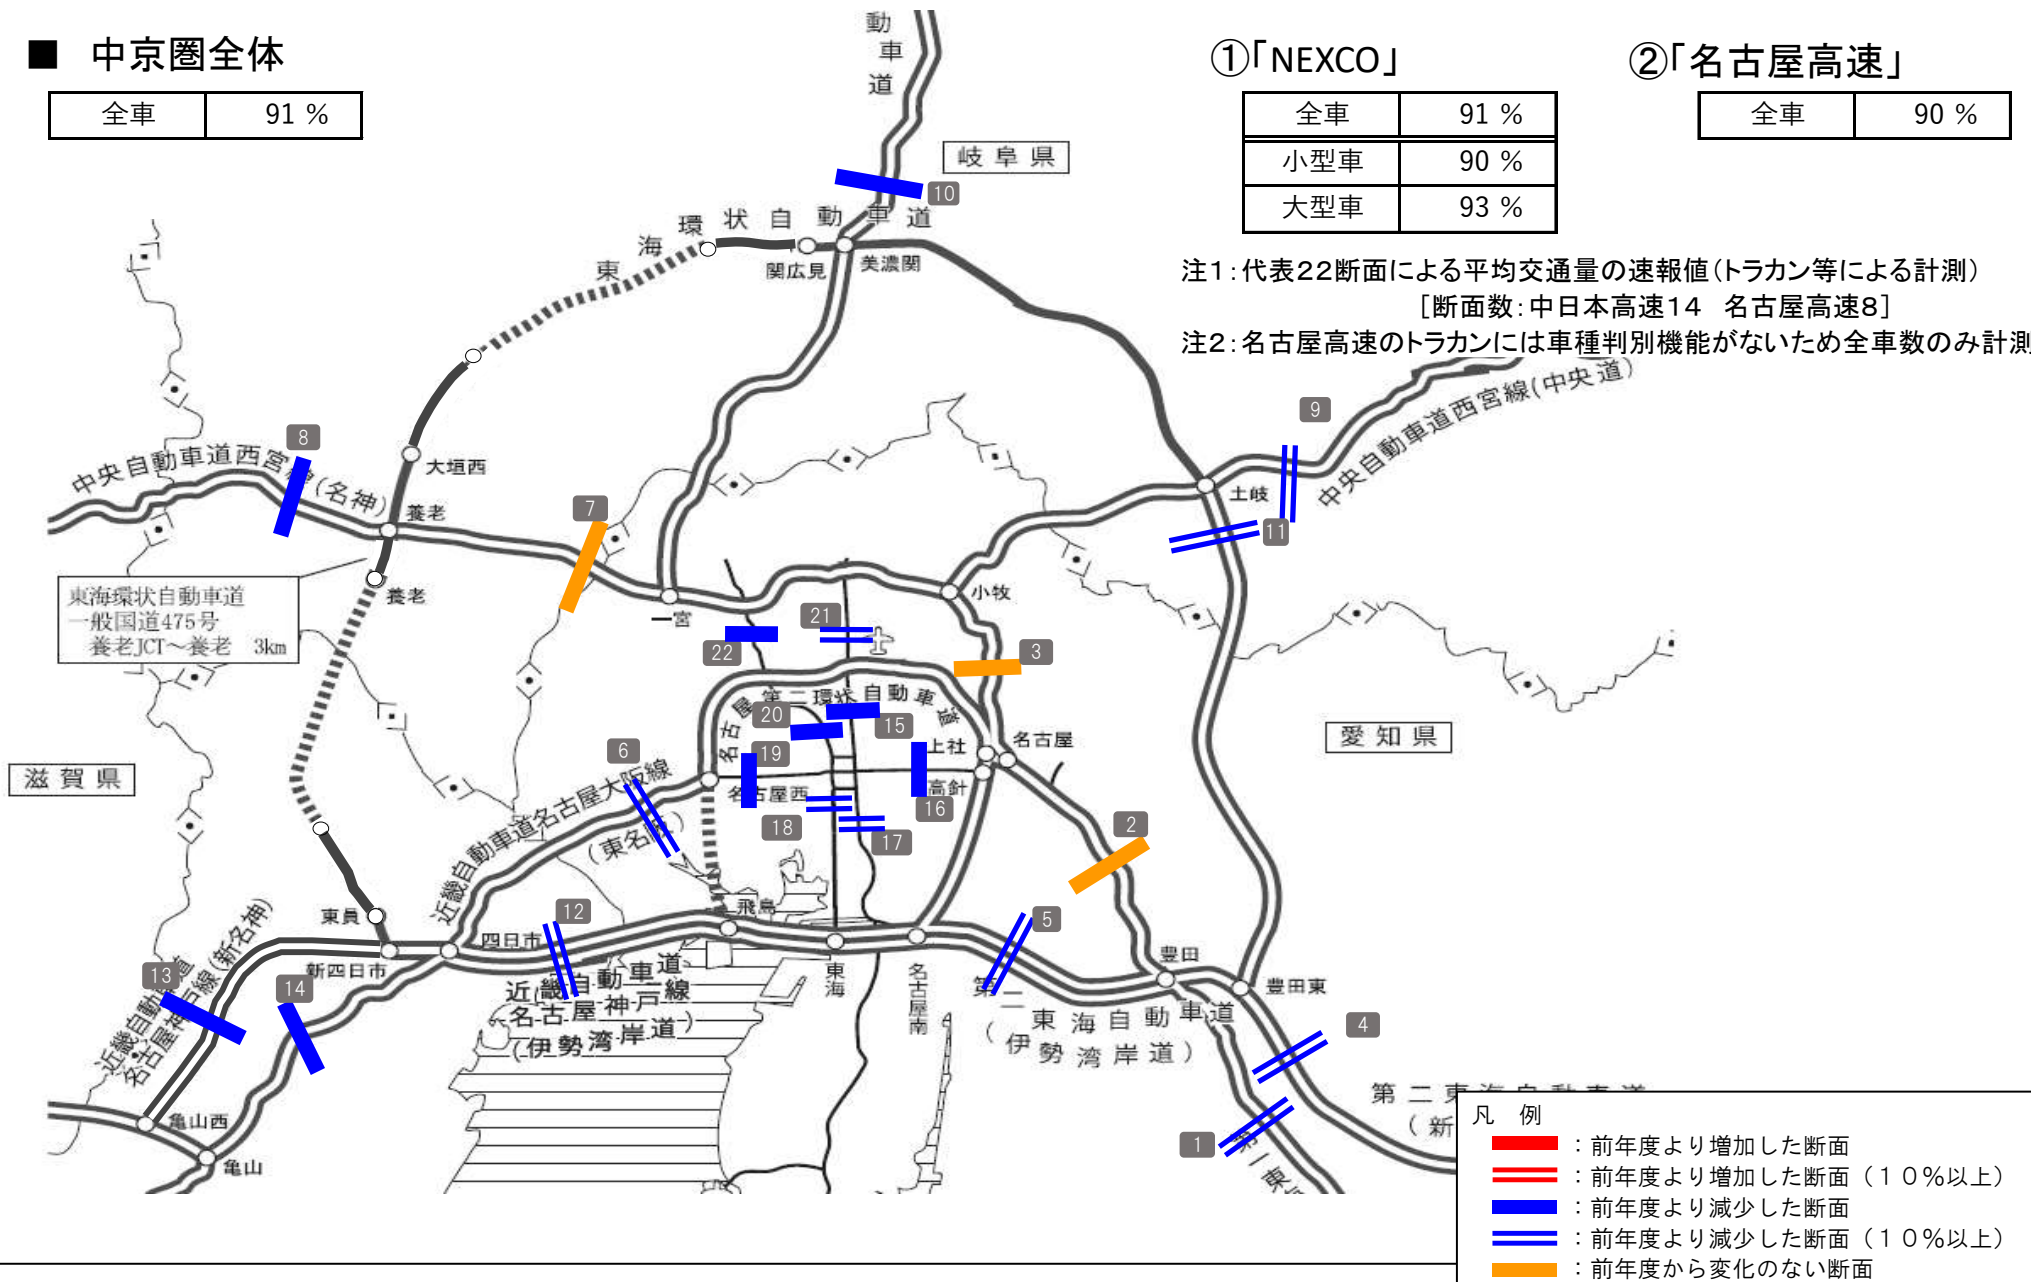 ■ 中京圏全体
全車 91 %
①「NEXCO」
全車 91 %
小型車 90 %
大型車 93 %
②「名古屋高速」
全車 90 %
注1：代表22断面による平均交通量の速報値（トラカン等による計測）
［断面数：中日本高速14 名古屋高速8］
注2：名古屋高速のトラカンには車種判別機能がないため全車数のみ計測
動車道
岐阜県
10
東海環状自動車道
関広見
美濃関
9
中央自動車道西宮線(中央道)
8
中央自動車道西宮線(名神)
大垣西
養老
7
土岐
11
東海環状自動車道
一般国道475号
養老JCT～養老 3km
養老
一宮
小牧
21
22
3
名古屋第二環状自動車道
20
15
19
上社
名古屋
愛知県
滋賀県
6
近畿自動車道名古屋大阪線
(東名阪)
名古屋西
高針
16
18
17
2
東員
12
飛島
5
四日市
新四日市
13
14
近畿自動車道
名古屋神戸線(新名神)
近畿自動車道
名古屋神戸線
(伊勢湾岸道)
東海
名古屋南
豊田
豊田東
第二東海自動車道
(伊勢湾岸道)
4
亀山西
亀山
1
第一東
第二東海自動車道
(新
凡 例
：前年度より増加した断面
：前年度より増加した断面（１０％以上）
：前年度より減少した断面
：前年度より減少した断面（１０％以上）
：前年度から変化のない断面